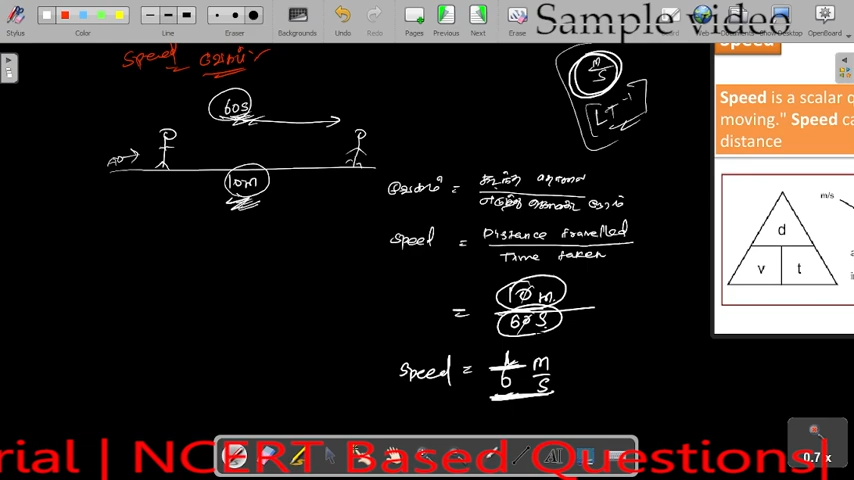 Stylus
Color
Eraser
Backgrounds
Undo
Redo
Pages
Previous
Next
Erase
OpenBoard
Sample video
Speed வேகம்
60s
10m
m
s
[LT⁻¹]
வேகம் =
Speed = Distance travelled
Time taken
= 10 m
60 s
Speed = 1 m
6 s
Speed
Speed is a scalar q
moving." Speed ca
distance
m/s
d
v t
0.7 x
rial | NCERT Based Questions|